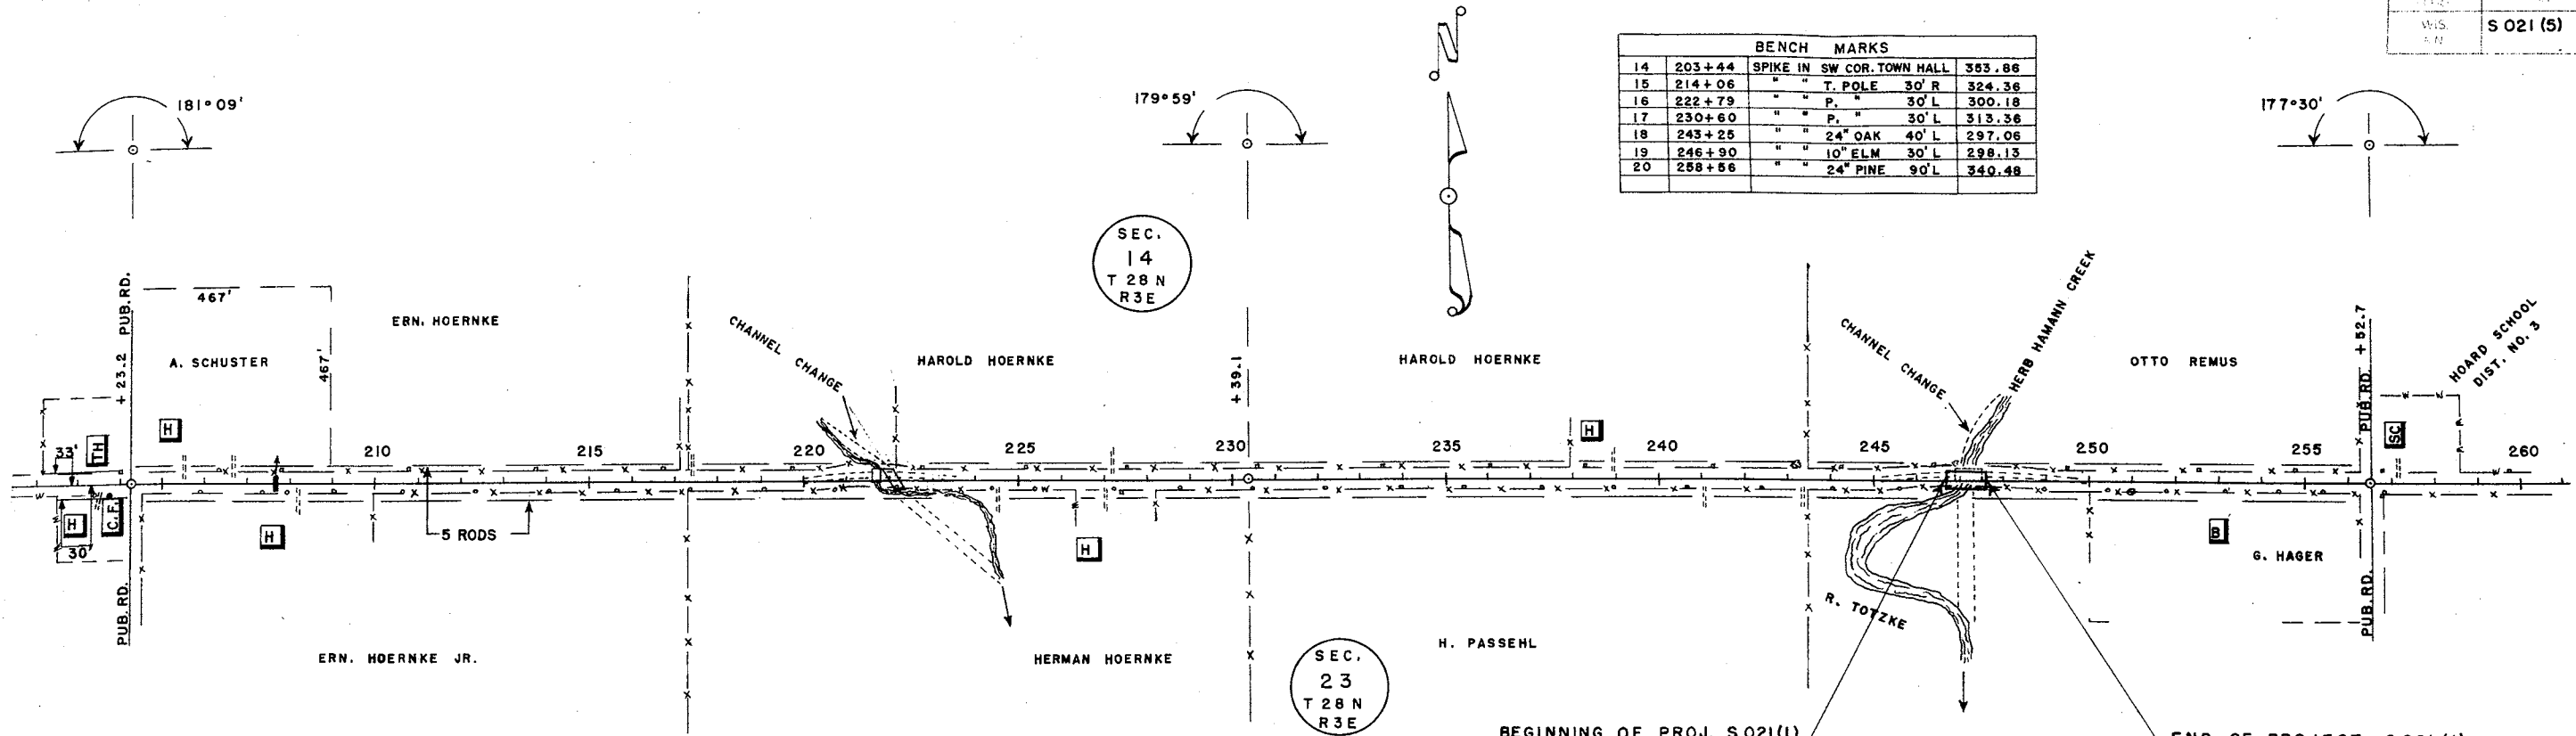 WIS.
S 021 (5)
BENCH MARKS
14 203+44 SPIKE IN SW COR. TOWN HALL 353.86
15 214+06 " " T. POLE 30' R 324.36
16 222+79 " " P. " 30' L 300.18
17 230+60 " " P. " 30' L 313.36
18 243+25 " " 24" OAK 40' L 297.06
19 246+90 " " 10" ELM 30' L 298.13
20 258+56 " " 24" PINE 90' L 340.48
N
181°09'
179°59'
177°30'
SEC.
14
T 28 N
R3E
+ 23.2 PUB. RD.
467'
467'
A. SCHUSTER
ERN. HOERNKE
CHANNEL CHANGE
HAROLD HOERNKE
+ 39.1
HAROLD HOERNKE
CHANNEL CHANGE
HERB HAMANN CREEK
OTTO REMUS
PUB. RD. + 52.7
HOARD SCHOOL
DIST. NO. 3
33'
TH
H
H
SC
210 215 220 225 230 235 240 245 250 255 260
H
30'
C.F.
H
5 RODS
H
B
G. HAGER
PUB. RD.
PUB. RD.
R. TOTZKE
ERN. HOERNKE JR.
HERMAN HOERNKE
H. PASSEHL
SEC.
23
T 28 N
R3E
BEGINNING OF PROJ. S 021(1)